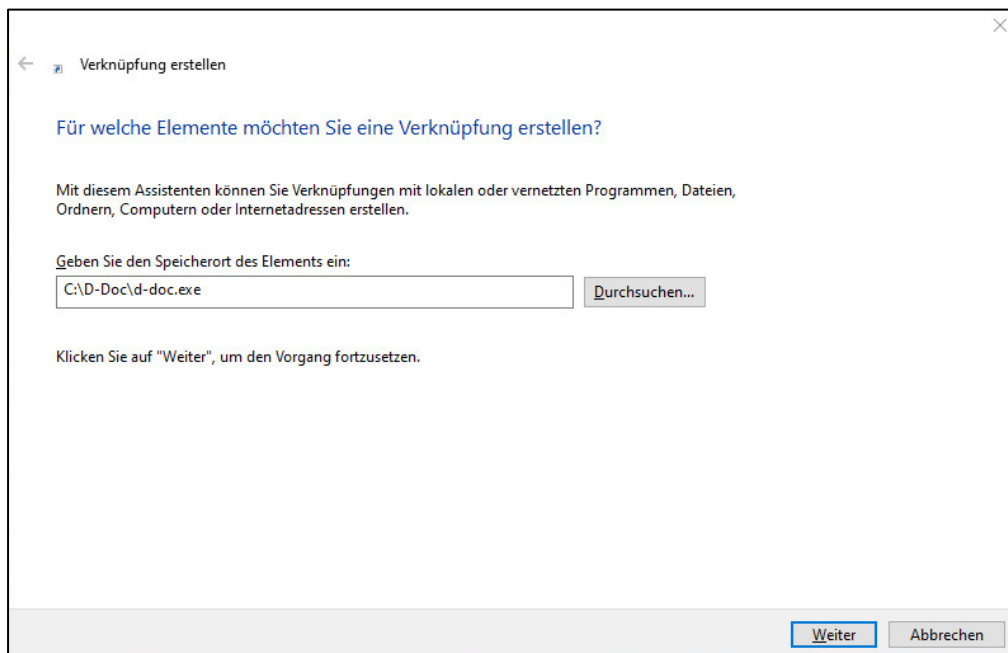 Verknüpfung erstellen
Für welche Elemente möchten Sie eine Verknüpfung erstellen?
Mit diesem Assistenten können Sie Verknüpfungen mit lokalen oder vernetzten Programmen, Dateien,
Ordnern, Computern oder Internetadressen erstellen.
Geben Sie den Speicherort des Elements ein:
C:\D-Doc\d-doc.exe
Durchsuchen...
Klicken Sie auf "Weiter", um den Vorgang fortzusetzen.
Weiter
Abbrechen